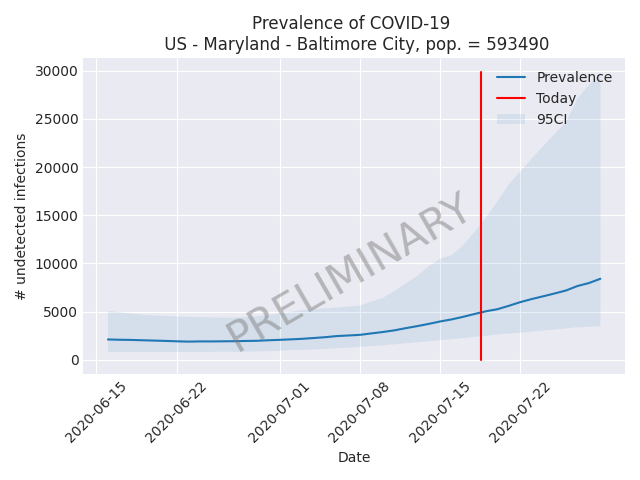 Prevalence of COVID-19
US - Maryland - Baltimore City, pop. = 593490
30000
25000
20000
15000
10000
5000
0
# undetected infections
Prevalence
Today
95CI
PRELIMINARY
2020-06-15
2020-06-22
2020-07-01
2020-07-08
2020-07-15
2020-07-22
Date